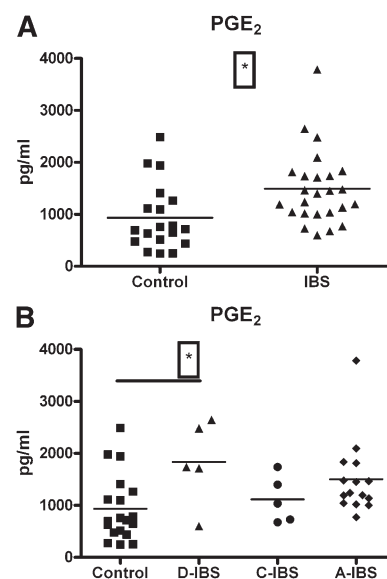 A
PGE2
*
4000
3000
2000
1000
0
pg/ml
Control IBS
B
PGE2
*
4000
3000
2000
1000
0
pg/ml
Control D-IBS C-IBS A-IBS